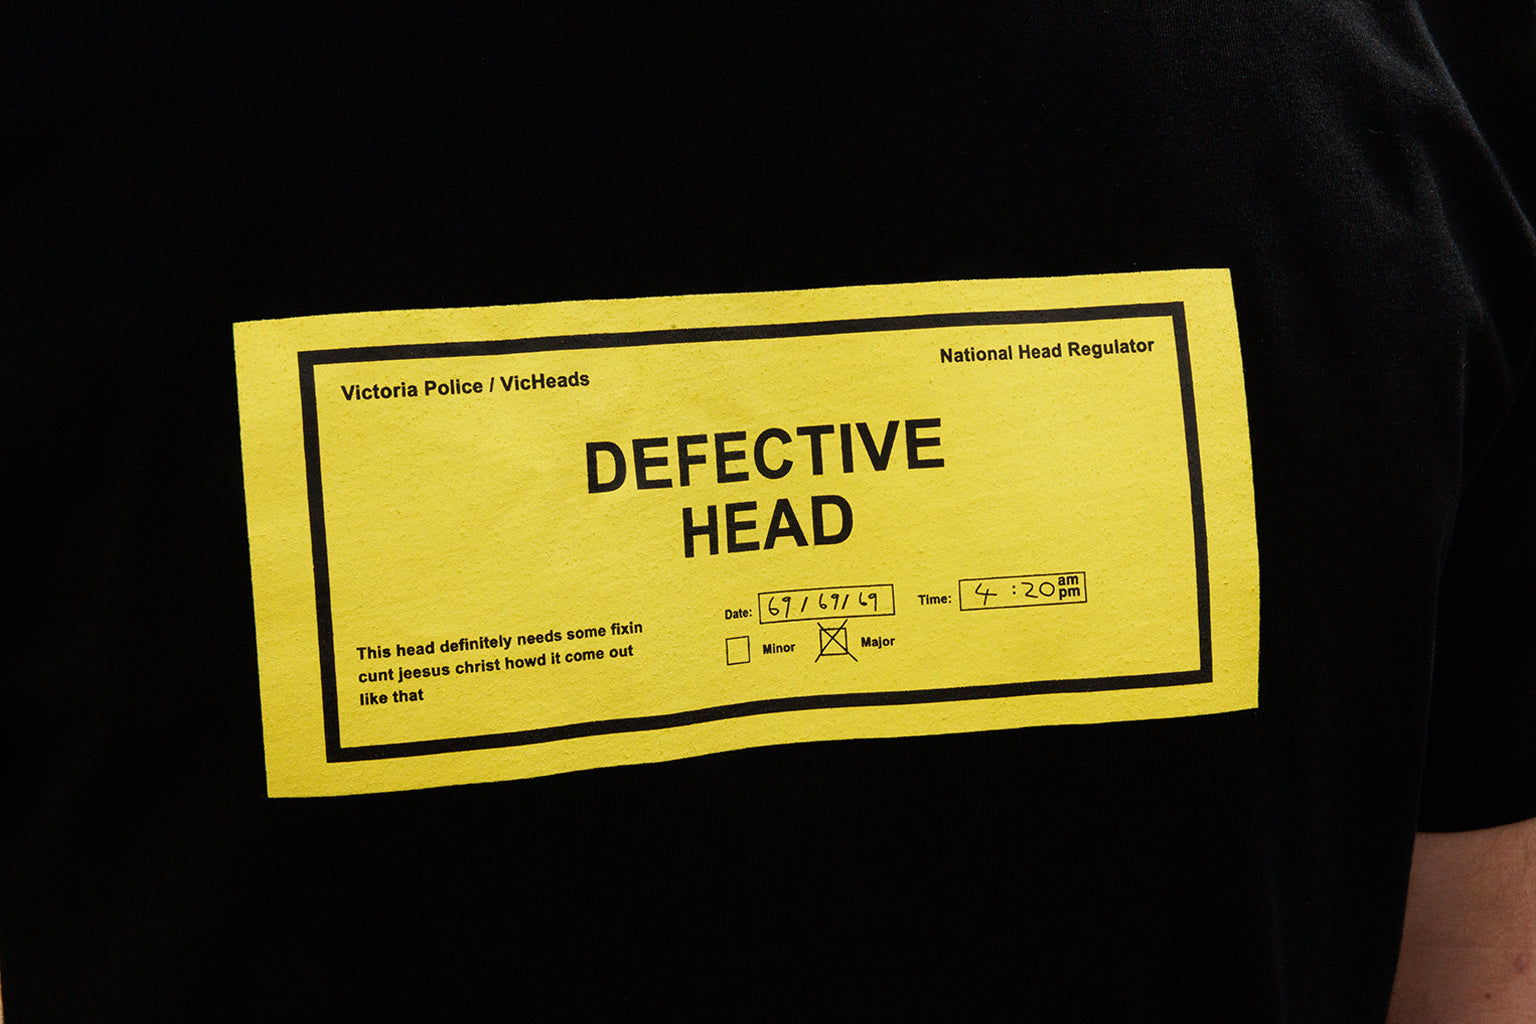 Victoria Police / VicHeads
National Head Regulator
DEFECTIVE
HEAD
Date: 69/69/69
Time: 4:20 am
pm
Minor
Major
This head definitely needs some fixin
cunt jeesus christ howd it come out
like that